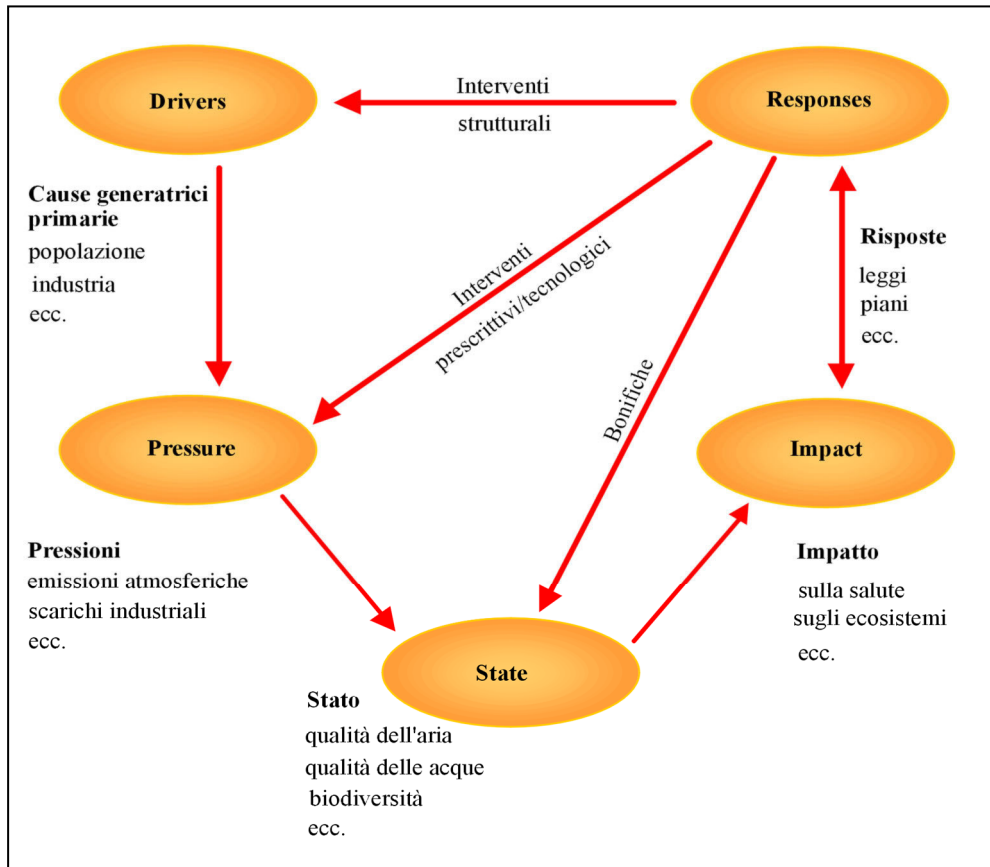 Drivers
Interventi
strutturali
Responses
Cause generatrici
primarie
popolazione
industria
ecc.
Interventi
prescrittivi/tecnologici
Bonifiche
Risposte
leggi
piani
ecc.
Pressure
Impact
Pressioni
emissioni atmosferiche
scarichi industriali
ecc.
Impatto
sulla salute
sugli ecosistemi
ecc.
State
Stato
qualità dell'aria
qualità delle acque
biodiversità
ecc.